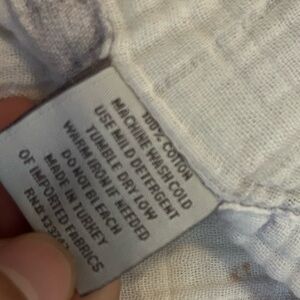 100% COTTON
MACHINE WASH COLD
USE MILD DETERGENT
TUMBLE DRY LOW
WARM IRON IF NEEDED
DO NOT BLEACH
MADE IN TURKEY
OF IMPORTED FABRICS
RN#